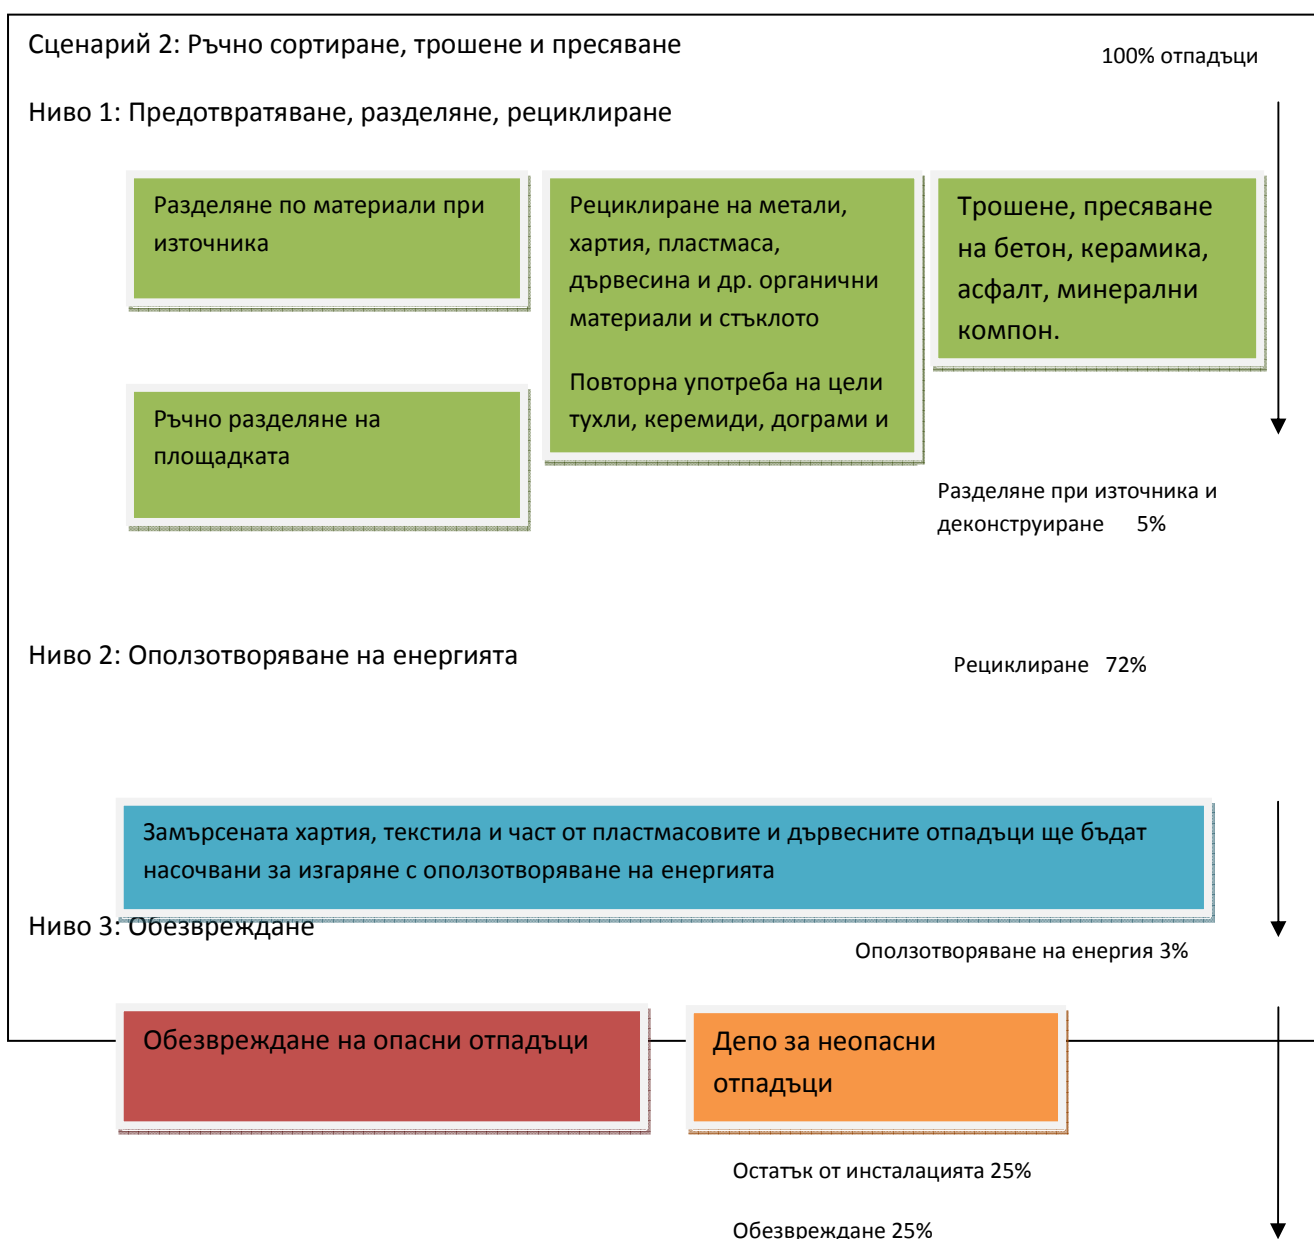 Сценарий 2: Ръчно сортиране, трошене и пресяване
100% отпадъци
Ниво 1: Предотвратяване, разделяне, рециклиране
Разделяне по материали при
източника
Рециклиране на метали,
хартия, пластмаса,
дървесина и др. органични
материали и стъклото
Повторна употреба на цели
тухли, керемиди, дограми и
Трошене, пресяване
на бетон, керамика,
асфалт, минерални
компон.
Ръчно разделяне на
площадката
Разделяне при източника и
деконструиране 5%
Ниво 2: Оползотворяване на енергията
Рециклиране 72%
Замърсената хартия, текстила и част от пластмасовите и дървесните отпадъци ще бъдат
насочвани за изгаряне с оползотворяване на енергията
Ниво 3: Обезвреждане
Оползотворяване на енергия 3%
Обезвреждане на опасни отпадъци
Депо за неопасни
отпадъци
Остатък от инсталацията 25%
Обезвреждане 25%